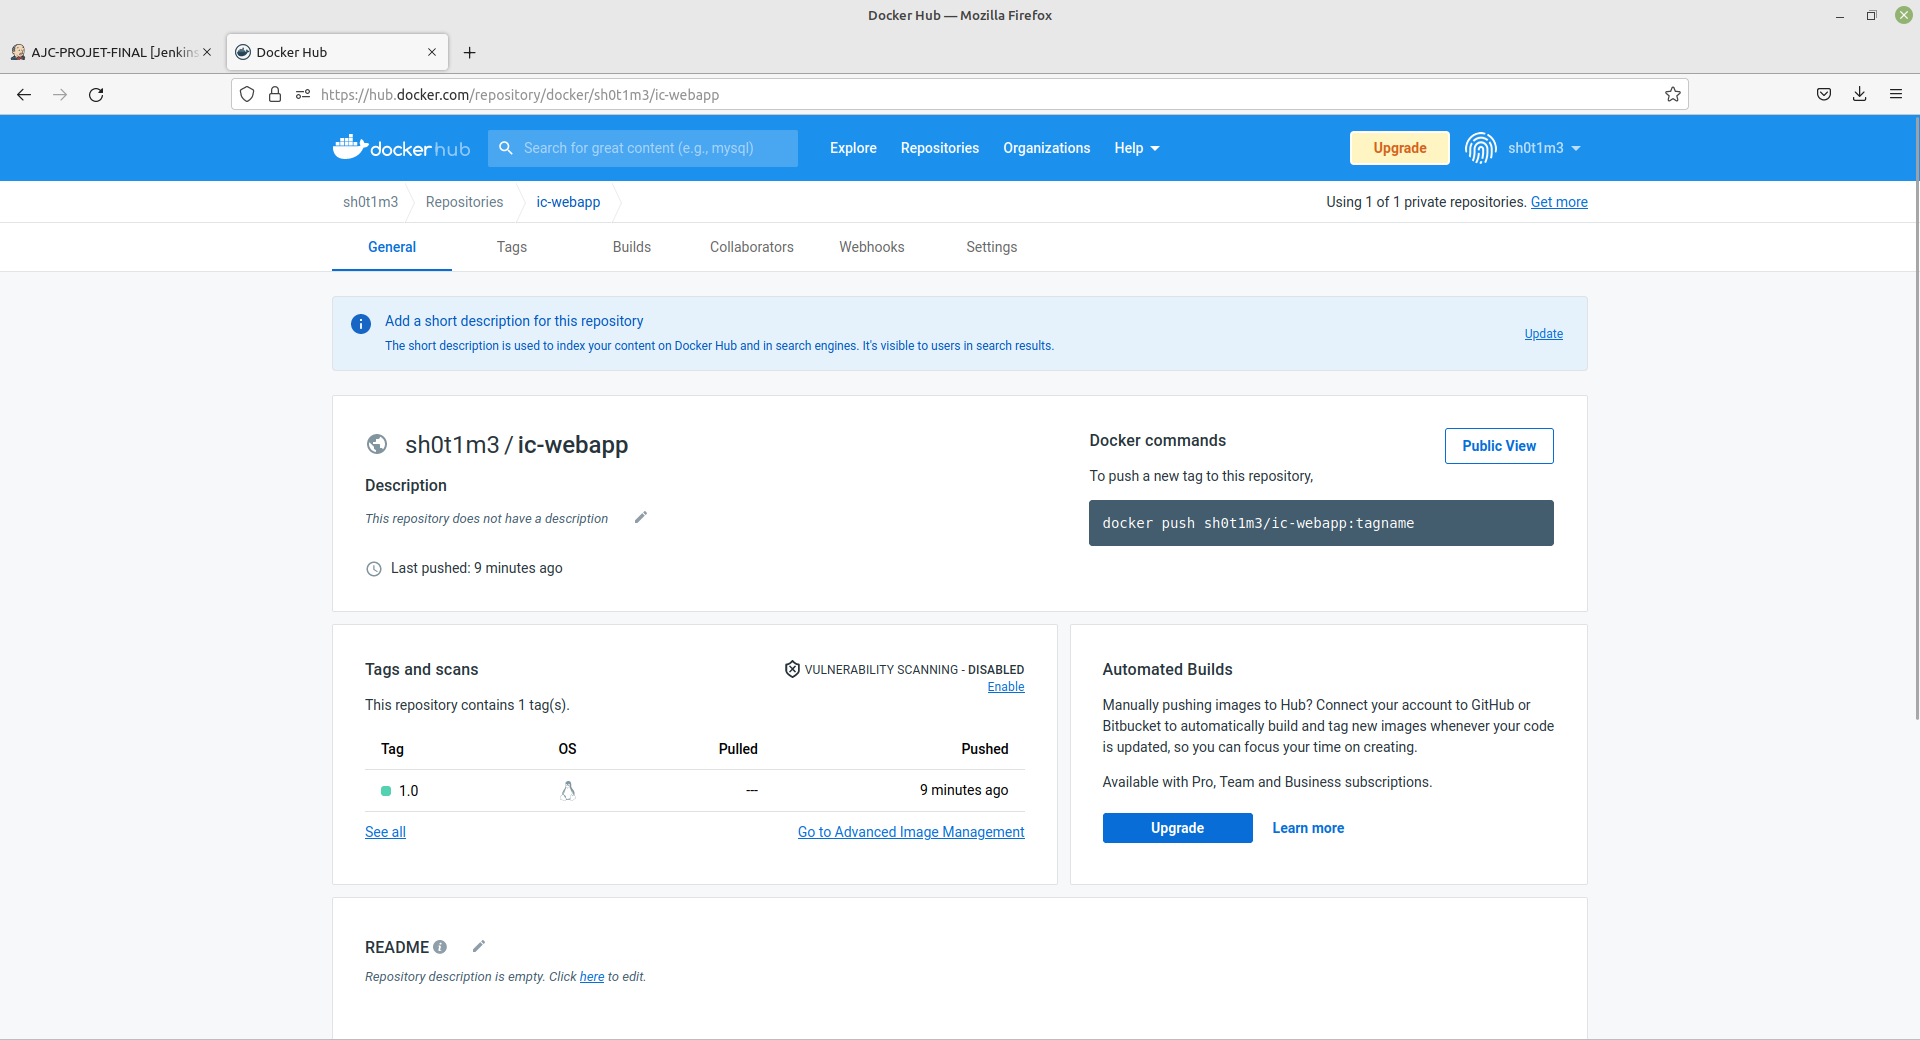 Docker Hub — Mozilla Firefox
AJC-PROJET-FINAL [Jenkins
Docker Hub
https://hub.docker.com/repository/docker/sh0t1m3/ic-webapp
docker hub
Search for great content (e.g., mysql)
Explore
Repositories
Organizations
Help
Upgrade
sh0t1m3
sh0t1m3
Repositories
ic-webapp
Using 1 of 1 private repositories. Get more
General
Tags
Builds
Collaborators
Webhooks
Settings
Add a short description for this repository
The short description is used to index your content on Docker Hub and in search engines. It's visible to users in search results.
Update
sh0t1m3 / ic-webapp
Description
This repository does not have a description
Last pushed: 9 minutes ago
Docker commands
Public View
To push a new tag to this repository,
docker push sh0t1m3/ic-webapp:tagname
Tags and scans
VULNERABILITY SCANNING - DISABLED
Enable
This repository contains 1 tag(s).
Tag OS Pulled Pushed
1.0 --- 9 minutes ago
See all
Go to Advanced Image Management
Automated Builds
Manually pushing images to Hub? Connect your account to GitHub or
Bitbucket to automatically build and tag new images whenever your code
is updated, so you can focus your time on creating.
Available with Pro, Team and Business subscriptions.
Upgrade
Learn more
README
Repository description is empty. Click here to edit.